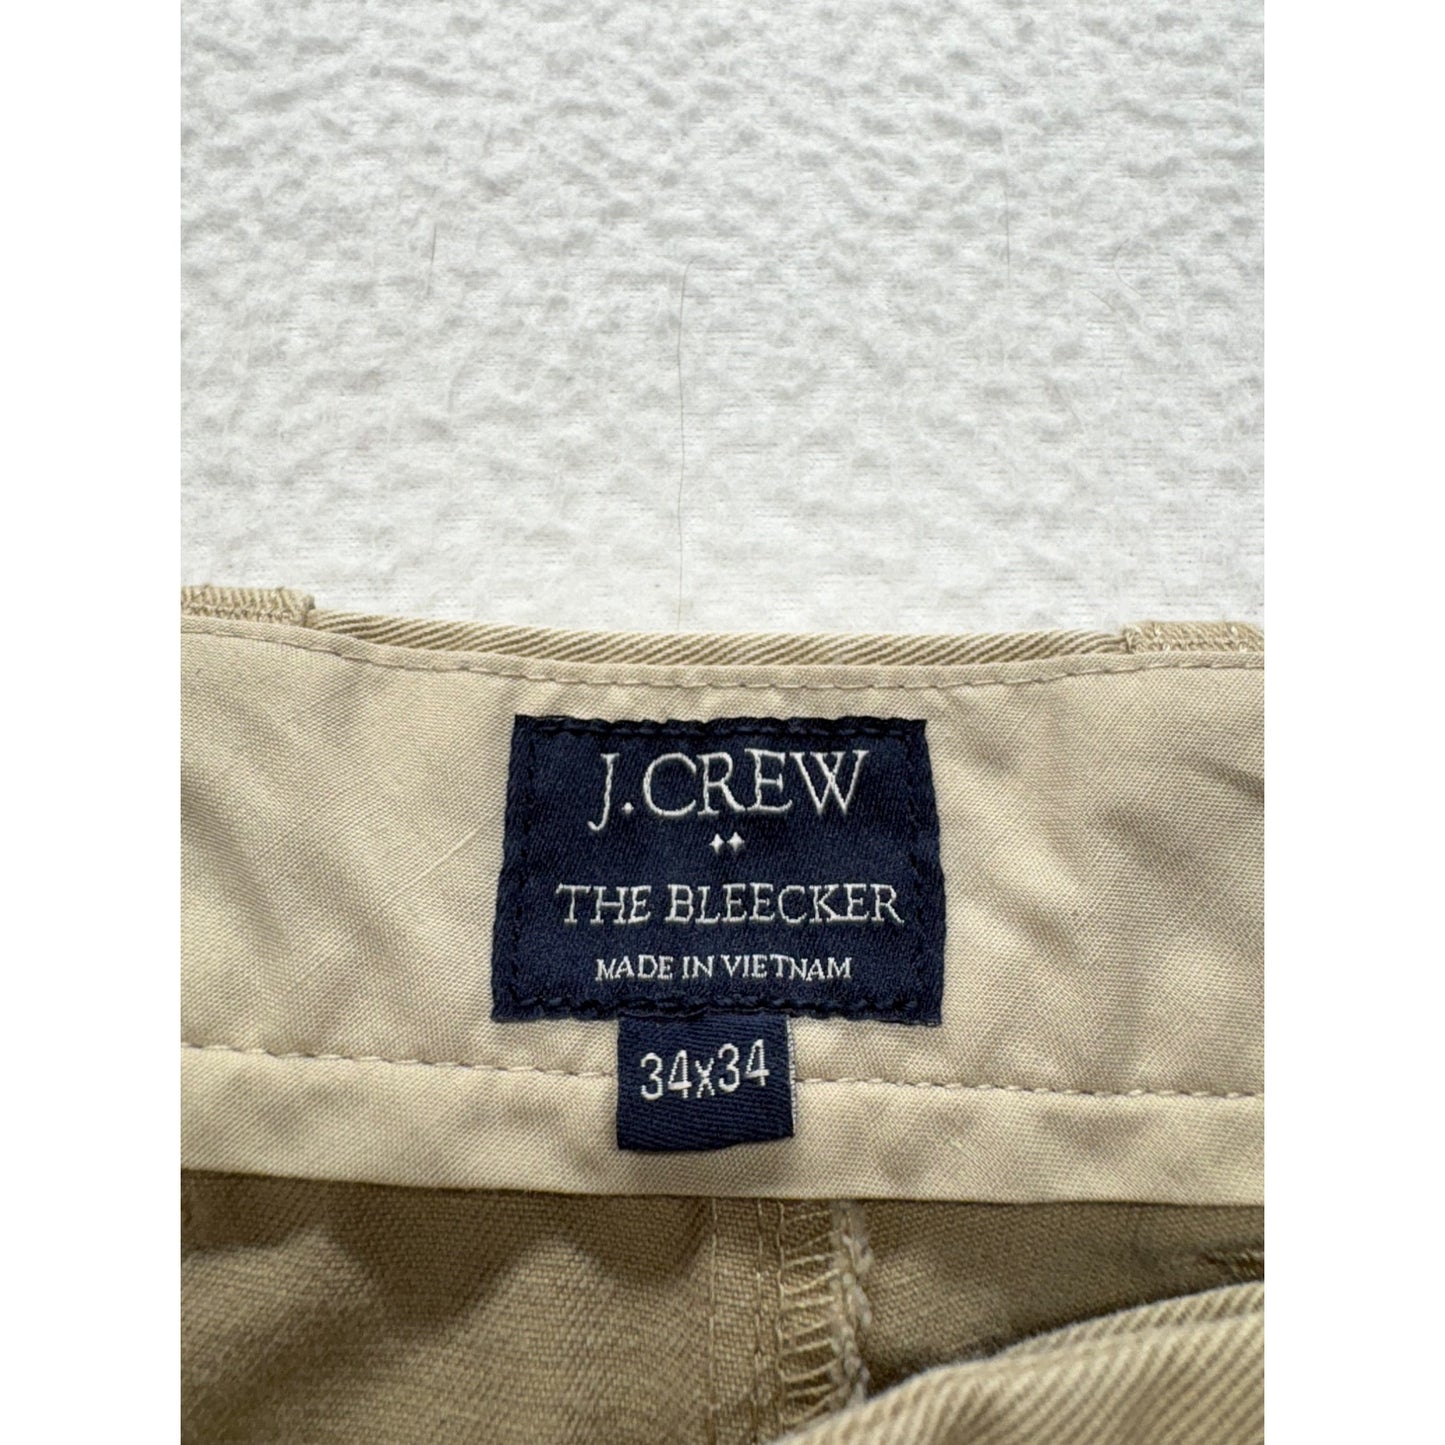 J.CREW
THE BLEECKER
MADE IN VIETNAM
34x34